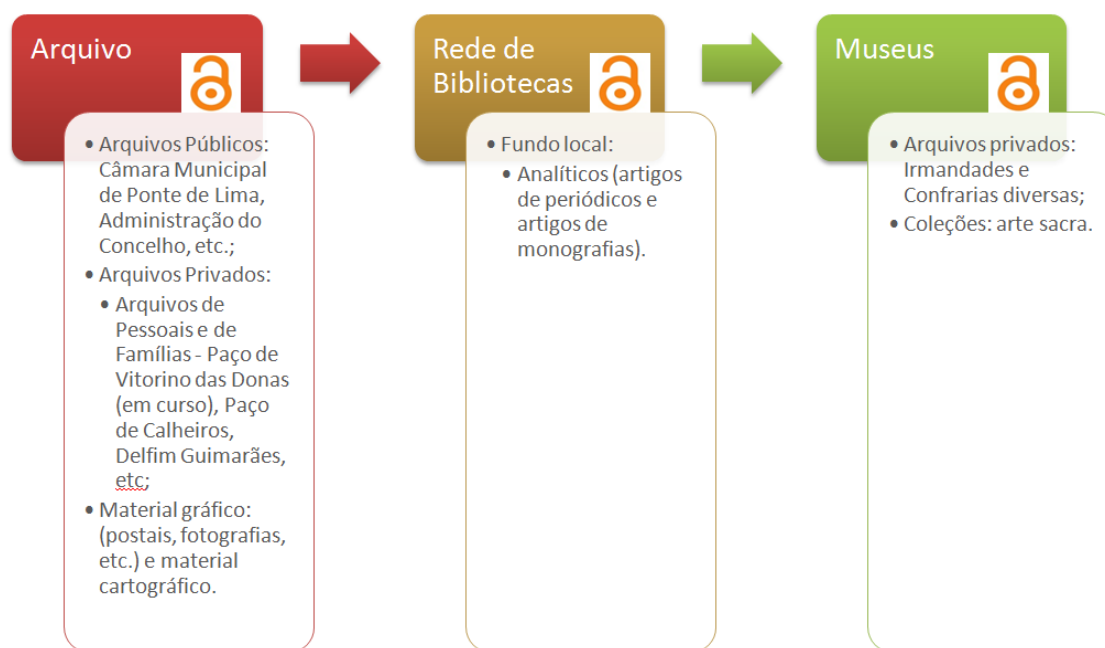 Arquivo
• Arquivos Públicos:
Câmara Municipal
de Ponte de Lima,
Administração do
Concelho, etc.;
• Arquivos Privados:
• Arquivos de
Pessoais e de
Famílias - Paço de
Vitorino das Donas
(em curso), Paço
de Calheiros,
Delfim Guimarães,
etc;
• Material gráfico:
(postais, fotografias,
etc.) e material
cartográfico.
Rede de
Bibliotecas
• Fundo local:
• Analíticos (artigos
de periódicos e
artigos de
monografias).
Museus
• Arquivos privados:
Irmandades e
Confrarias diversas;
• Coleções: arte sacra.